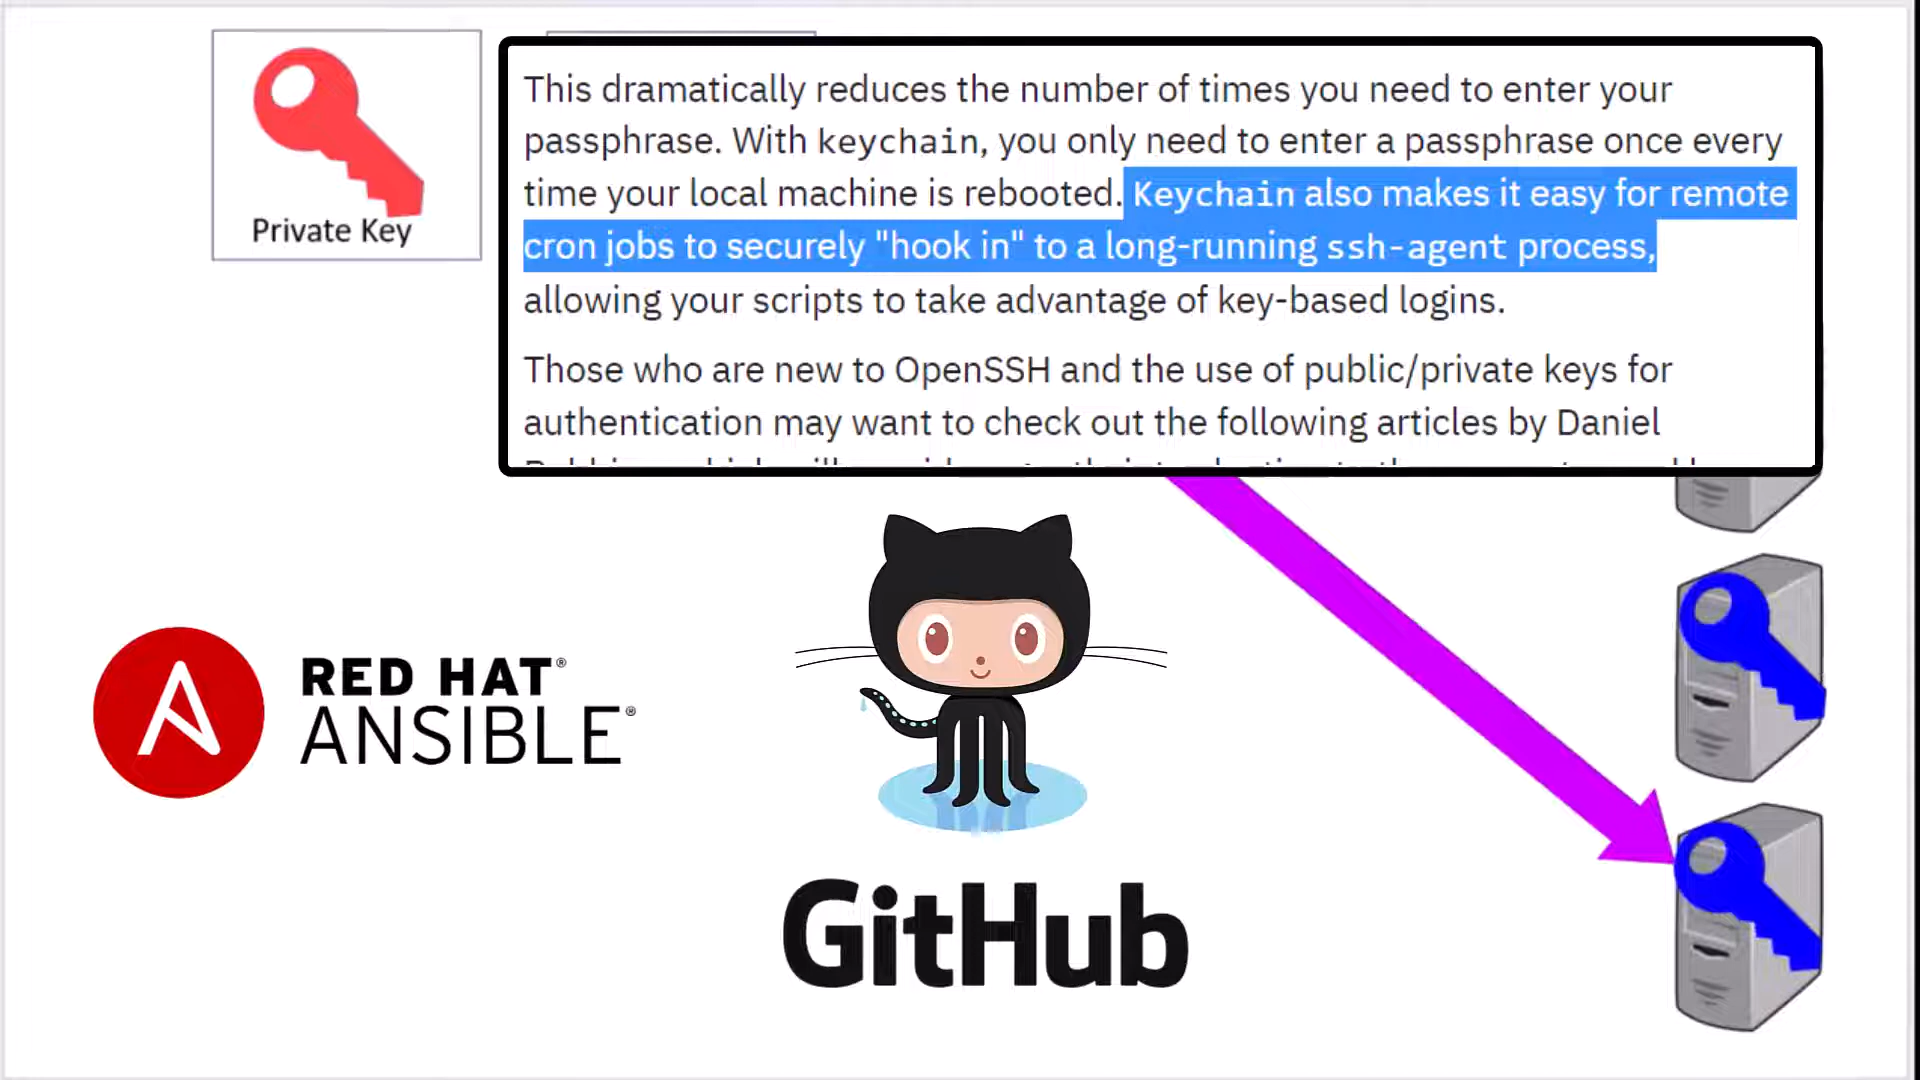 Private Key
This dramatically reduces the number of times you need to enter your
passphrase. With keychain, you only need to enter a passphrase once every
time your local machine is rebooted. Keychain also makes it easy for remote
cron jobs to securely "hook in" to a long-running ssh-agent process,
allowing your scripts to take advantage of key-based logins.
Those who are new to OpenSSH and the use of public/private keys for
authentication may want to check out the following articles by Daniel
RED HAT®
ANSIBLE®
GitHub